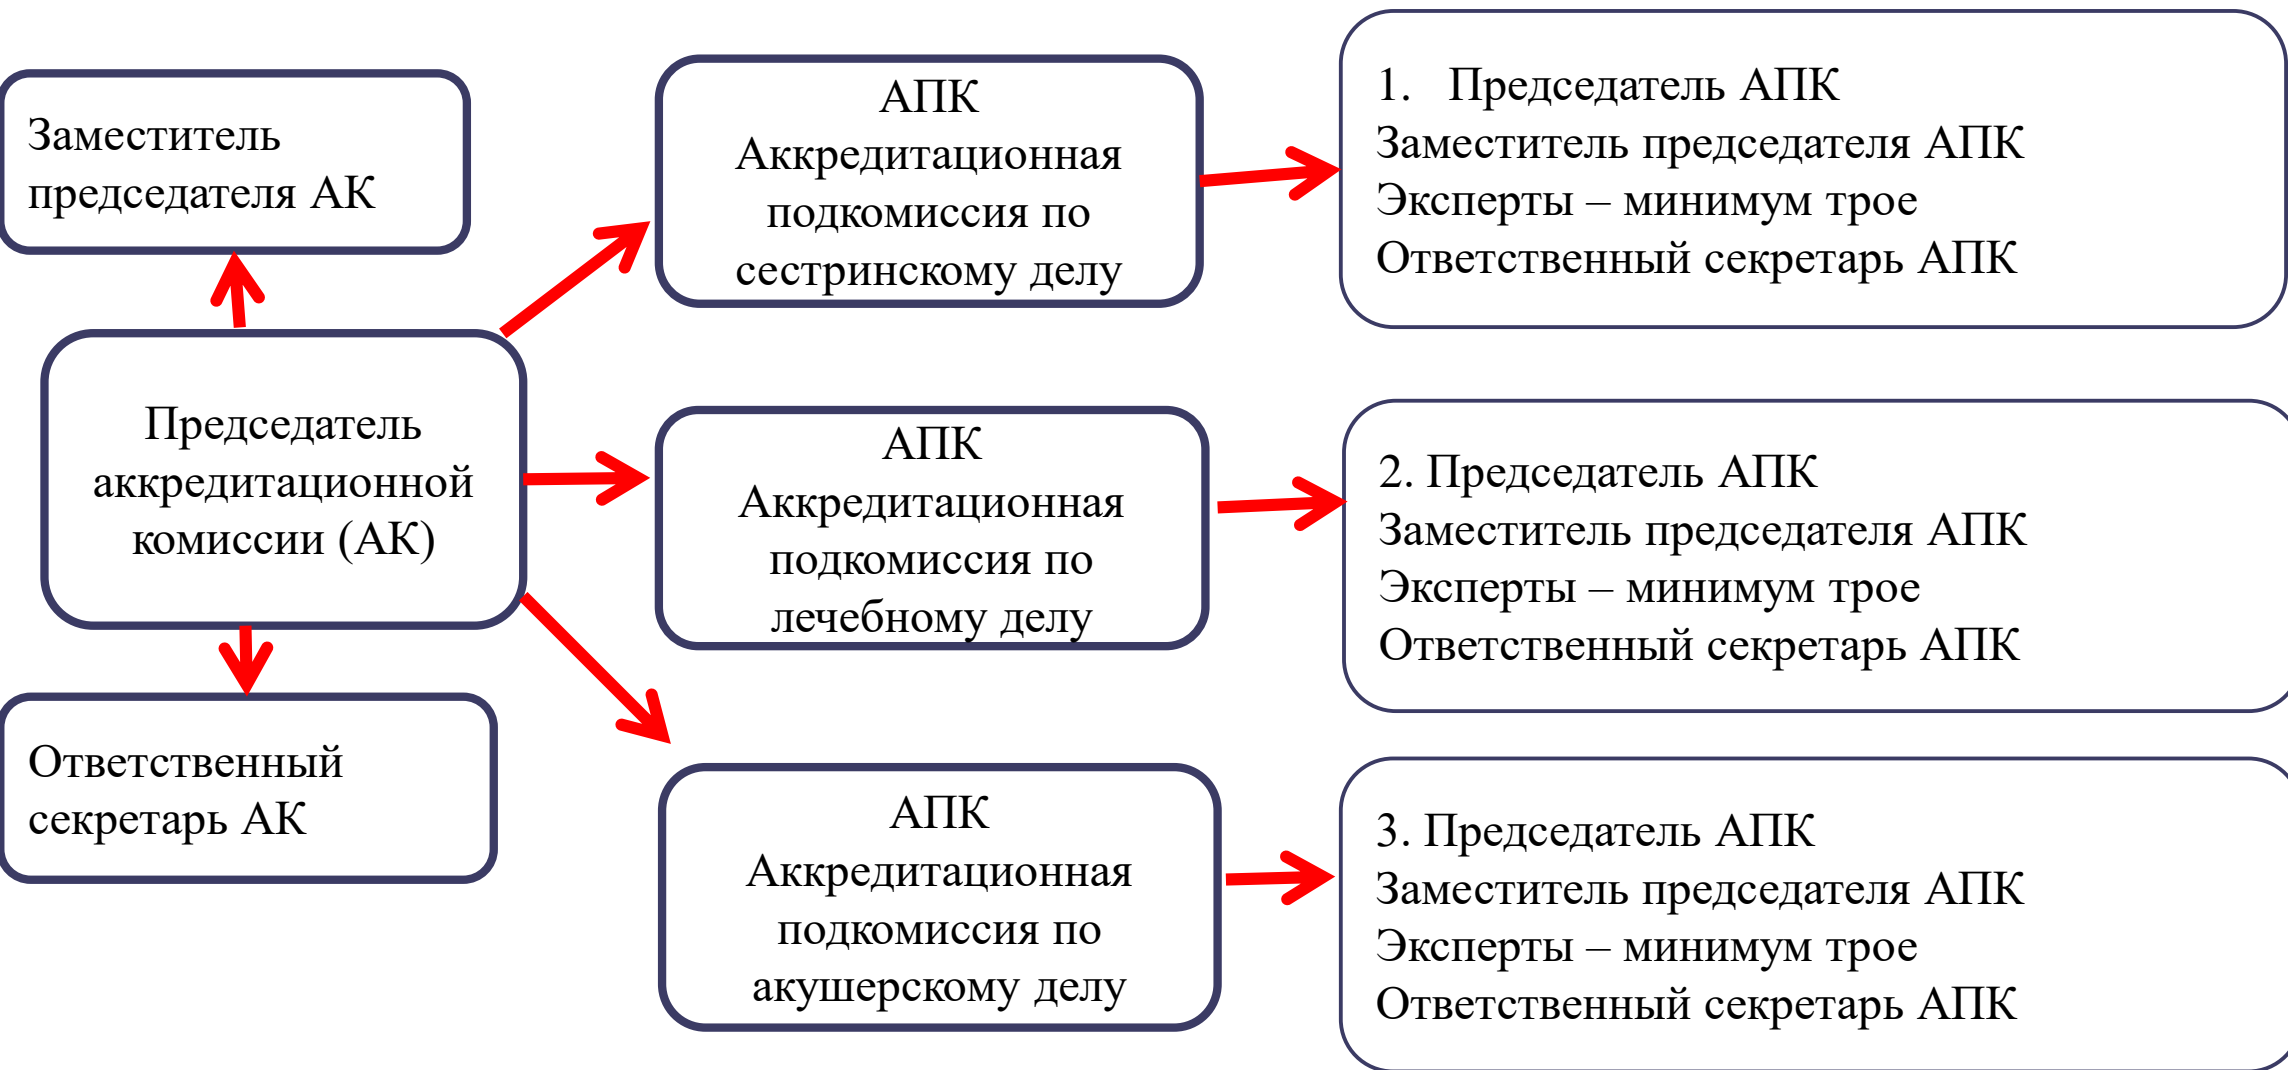 Заместитель
председателя АК
Председатель
аккредитационной
комиссии (АК)
Ответственный
секретарь АК
АПК
Аккредитационная
подкомиссия по
сестринскому делу
АПК
Аккредитационная
подкомиссия по
лечебному делу
АПК
Аккредитационная
подкомиссия по
акушерскому делу
1. Председатель АПК
Заместитель председателя АПК
Эксперты – минимум трое
Ответственный секретарь АПК
2. Председатель АПК
Заместитель председателя АПК
Эксперты – минимум трое
Ответственный секретарь АПК
3. Председатель АПК
Заместитель председателя АПК
Эксперты – минимум трое
Ответственный секретарь АПК